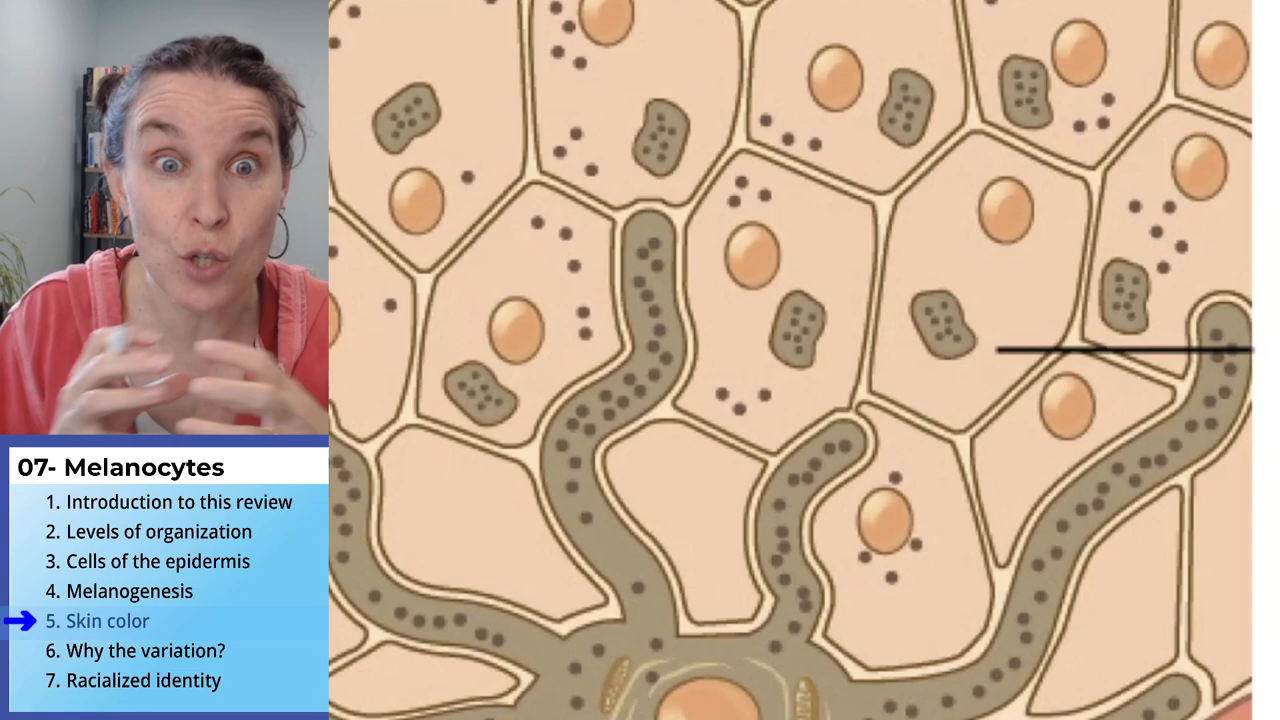 07- Melanocytes
1. Introduction to this review
2. Levels of organization
3. Cells of the epidermis
4. Melanogenesis
5. Skin color
6. Why the variation?
7. Racialized identity